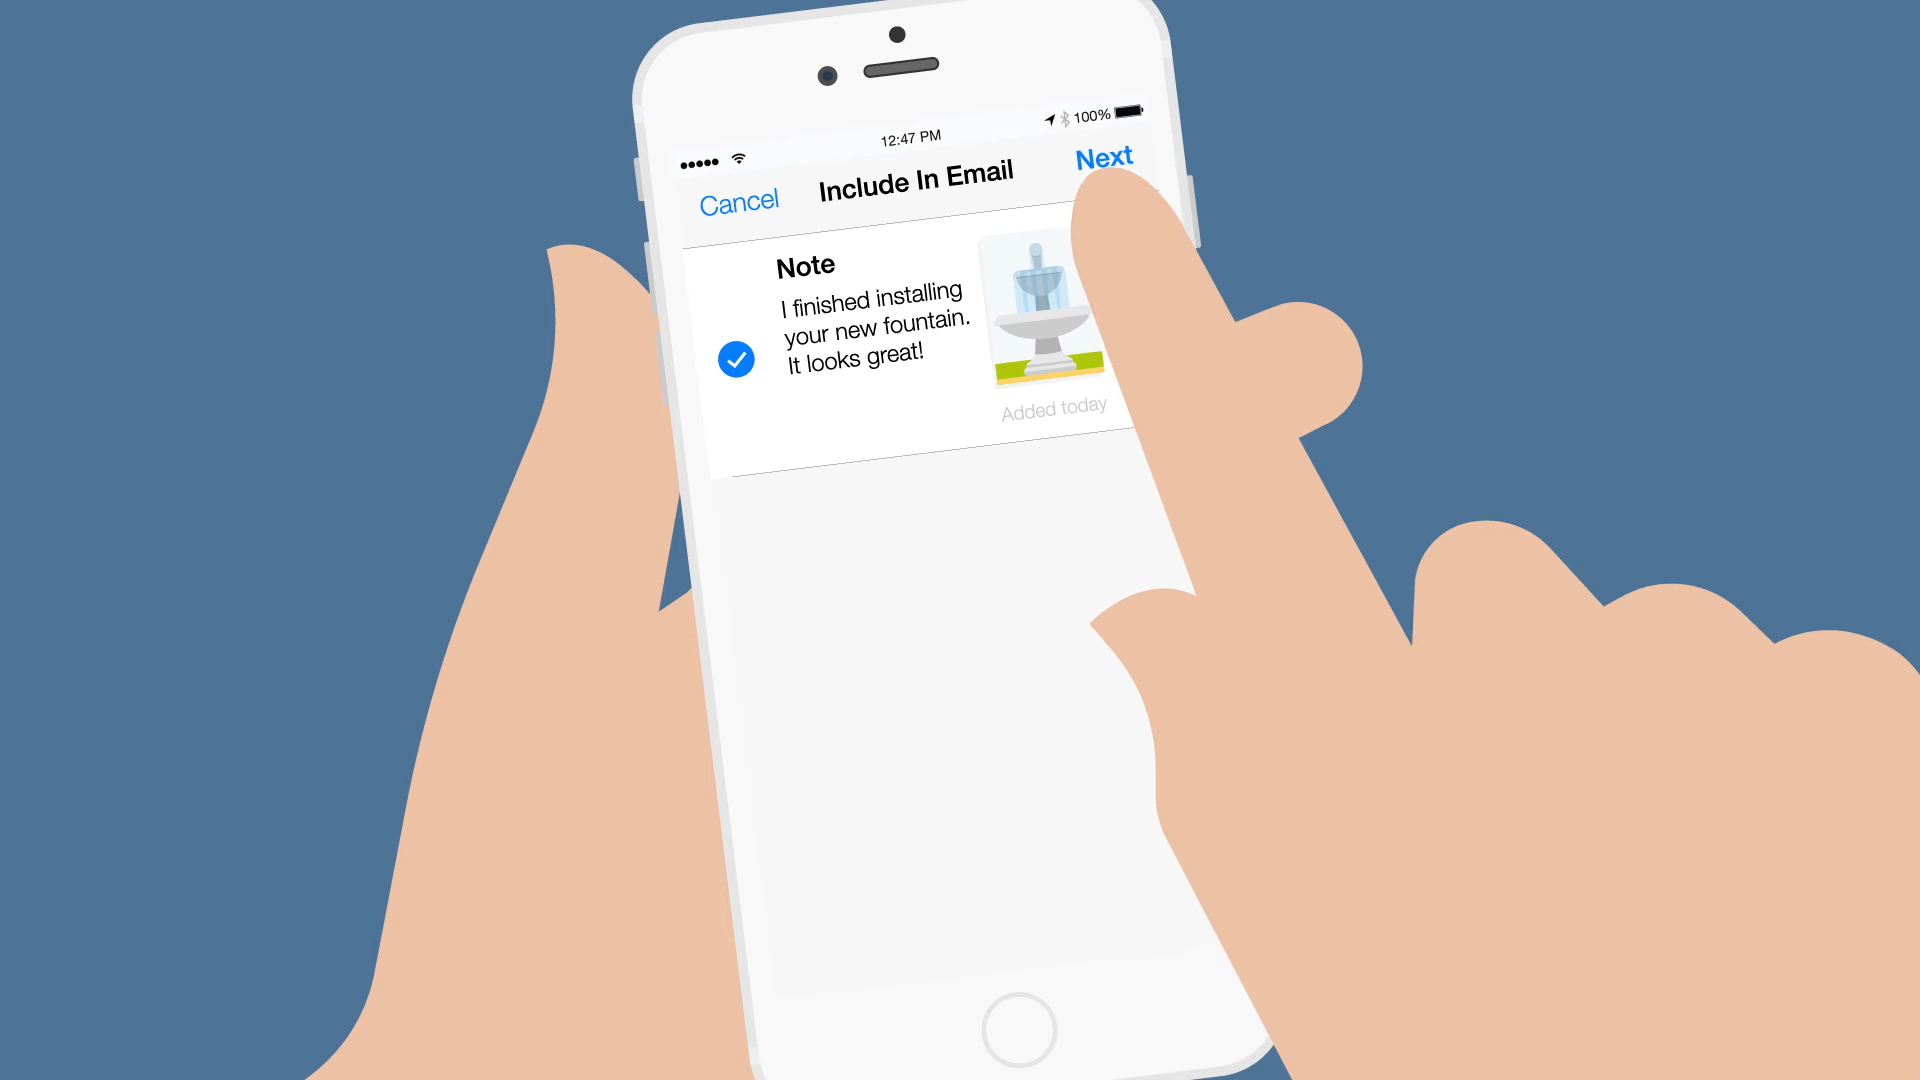 12:47 PM
100%
Cancel
Include In Email
Next
Note
I finished installing
your new fountain.
It looks great!
Added today